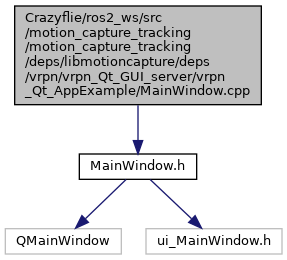 Crazyflie/ros2_ws/src
/motion_capture_tracking
/motion_capture_tracking
/deps/libmotioncapture/deps
/vrpn/vrpn_Qt_GUI_server/vrpn
_Qt_AppExample/MainWindow.cpp
MainWindow.h
QMainWindow
ui_MainWindow.h